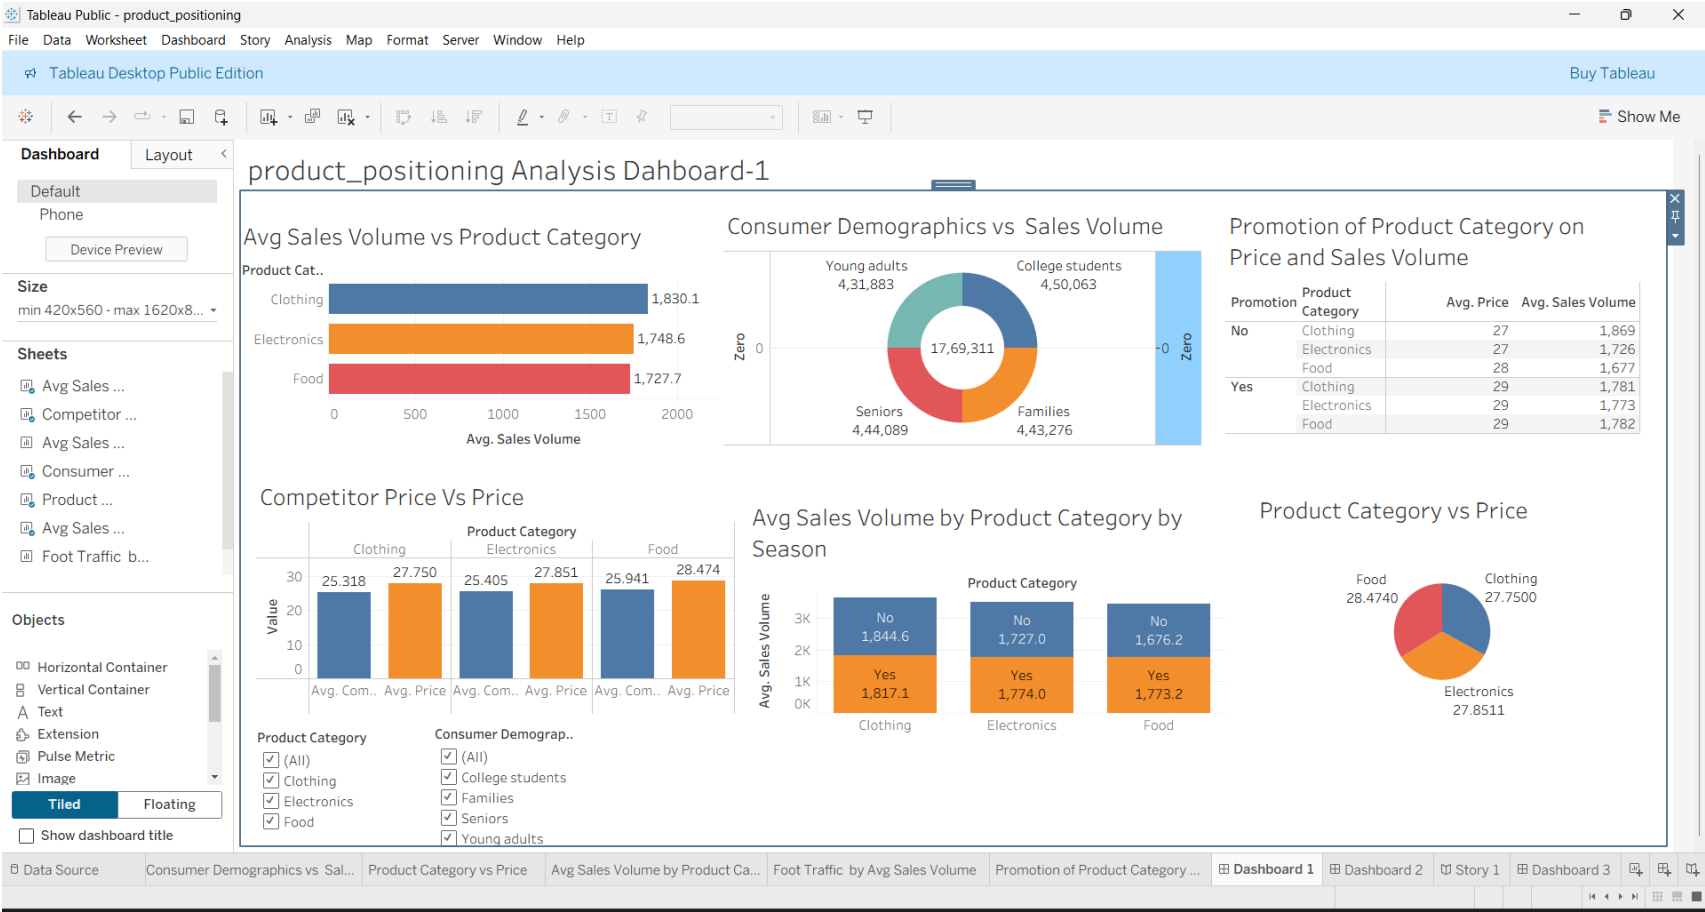 Tableau Public - product_positioning
File Data Worksheet Dashboard Story Analysis Map Format Server Window Help
Tableau Desktop Public Edition
Buy Tableau
Show Me
Dashboard
Layout
Default
Phone
Device Preview
Size
min 420x560 - max 1620x8...
Sheets
Avg Sales ...
Competitor ...
Avg Sales ...
Consumer ...
Product ...
Avg Sales ...
Foot Traffic b...
Objects
Horizontal Container
Vertical Container
Text
Extension
Pulse Metric
Image
Tiled
Floating
Show dashboard title
product_positioning Analysis Dahboard-1
Avg Sales Volume vs Product Category
Product Cat..
Clothing 1,830.1
Electronics 1,748.6
Food 1,727.7
0 500 1000 1500 2000
Avg. Sales Volume
Consumer Demographics vs Sales Volume
Young adults
4,31,883
College students
4,50,063
Zero
0
17,69,311
0
Zero
Seniors
4,44,089
Families
4,43,276
Promotion of Product Category on
Price and Sales Volume
Promotion Product Category Avg. Price Avg. Sales Volume
No Clothing 27 1,869
Electronics 27 1,726
Food 28 1,677
Yes Clothing 29 1,781
Electronics 29 1,773
Food 29 1,782
Competitor Price Vs Price
Product Category
Clothing Electronics Food
Value
30
20
10
0
25.318 27.750 25.405 27.851 25.941 28.474
Avg. Com.. Avg. Price Avg. Com.. Avg. Price Avg. Com.. Avg. Price
Product Category
(All)
Clothing
Electronics
Food
Consumer Demograp..
(All)
College students
Families
Seniors
Young adults
Avg Sales Volume by Product Category by
Season
Product Category
Avg. Sales Volume
3K
2K
1K
0K
No
1,844.6
No
1,727.0
No
1,676.2
Yes
1,817.1
Yes
1,774.0
Yes
1,773.2
Clothing Electronics Food
Product Category vs Price
Food
28.4740
Clothing
27.7500
Electronics
27.8511
Data Source Consumer Demographics vs Sal... Product Category vs Price Avg Sales Volume by Product Ca... Foot Traffic by Avg Sales Volume Promotion of Product Category ... Dashboard 1 Dashboard 2 Story 1 Dashboard 3